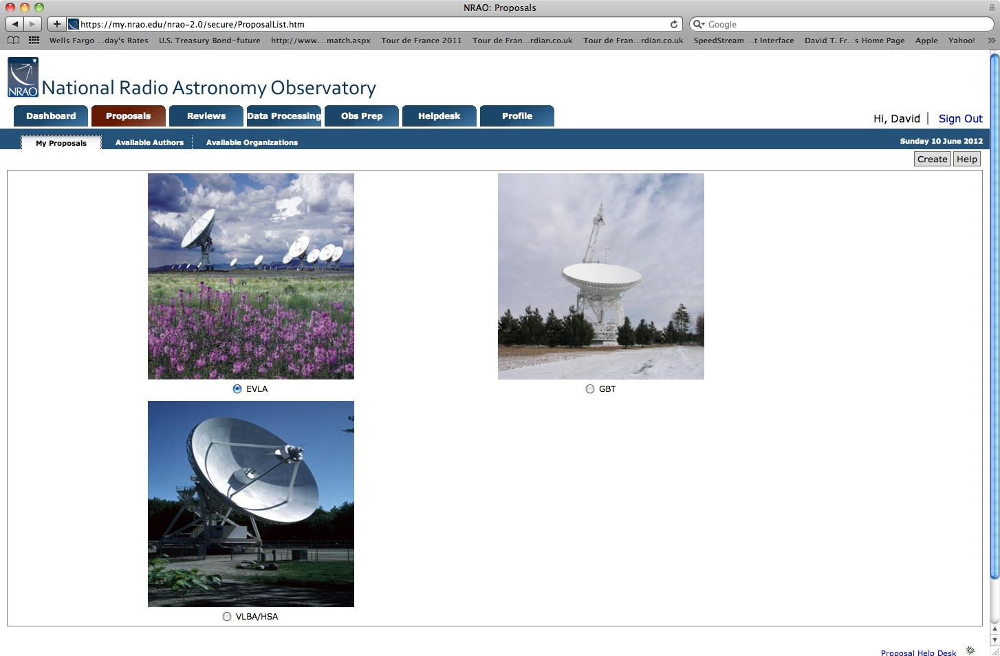 NRAO: Proposals
https://my.nrao.edu/nrao-2.0/secure/ProposalList.htm
Google
Wells Fargo ...day's Rates U.S. Treasury Bond-future http://www....match.aspx Tour de France 2011 Tour de Fran...rdian.co.uk Tour de Fran...rdian.co.uk SpeedStream ...t Interface David T. Fr...s Home Page Apple Yahoo!
NRAO
National Radio Astronomy Observatory
Dashboard Proposals Reviews Data Processing Obs Prep Helpdesk Profile
Hi, David | Sign Out
My Proposals Available Authors Available Organizations
Sunday 10 June 2012
Create Help
EVLA
GBT
VLBA/HSA
Proposal Help Desk